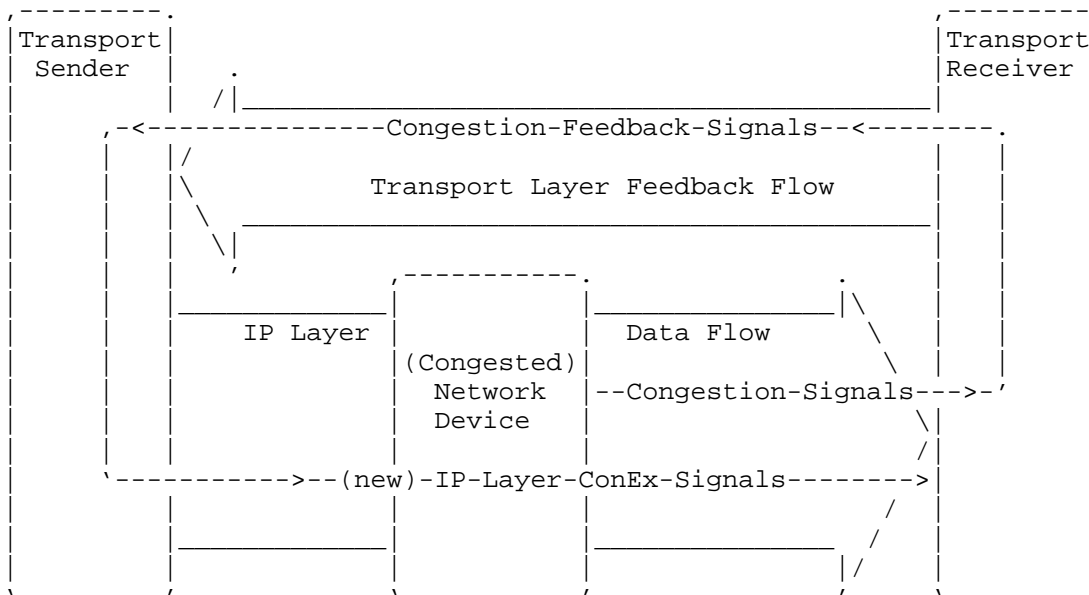 Transport Transport
Sender Receiver
Congestion-Feedback-Signals
Transport Layer Feedback Flow
IP Layer Data Flow
(Congested)
Network --Congestion-Signals--->-
Device
(new)-IP-Layer-ConEx-Signals